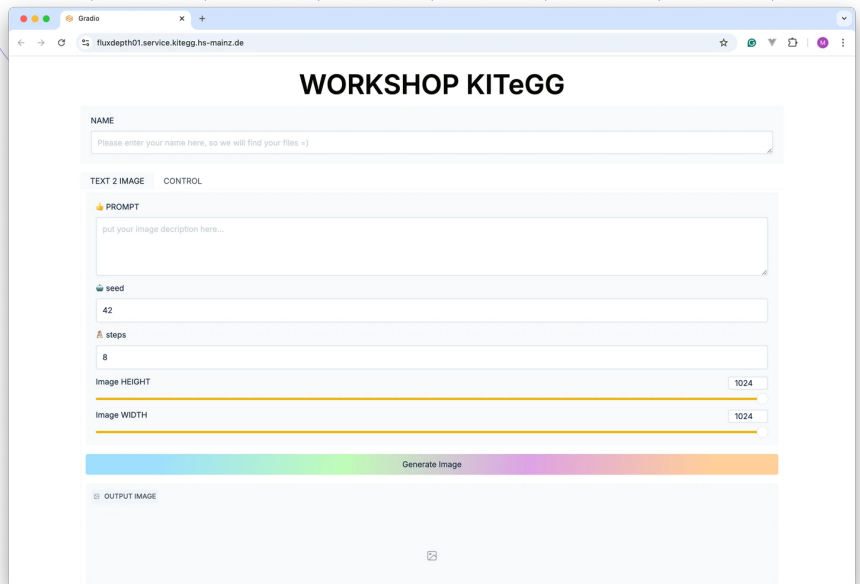 Gradio
fluxdepth01.service.kitegg.hs-mainz.de
M
WORKSHOP KITeGG
NAME
Please enter your name here, so we will find your files =)
TEXT 2 IMAGE CONTROL
👍 PROMPT
put your image decription here...
seed
42
steps
8
Image HEIGHT 1024
Image WIDTH 1024
Generate Image
OUTPUT IMAGE